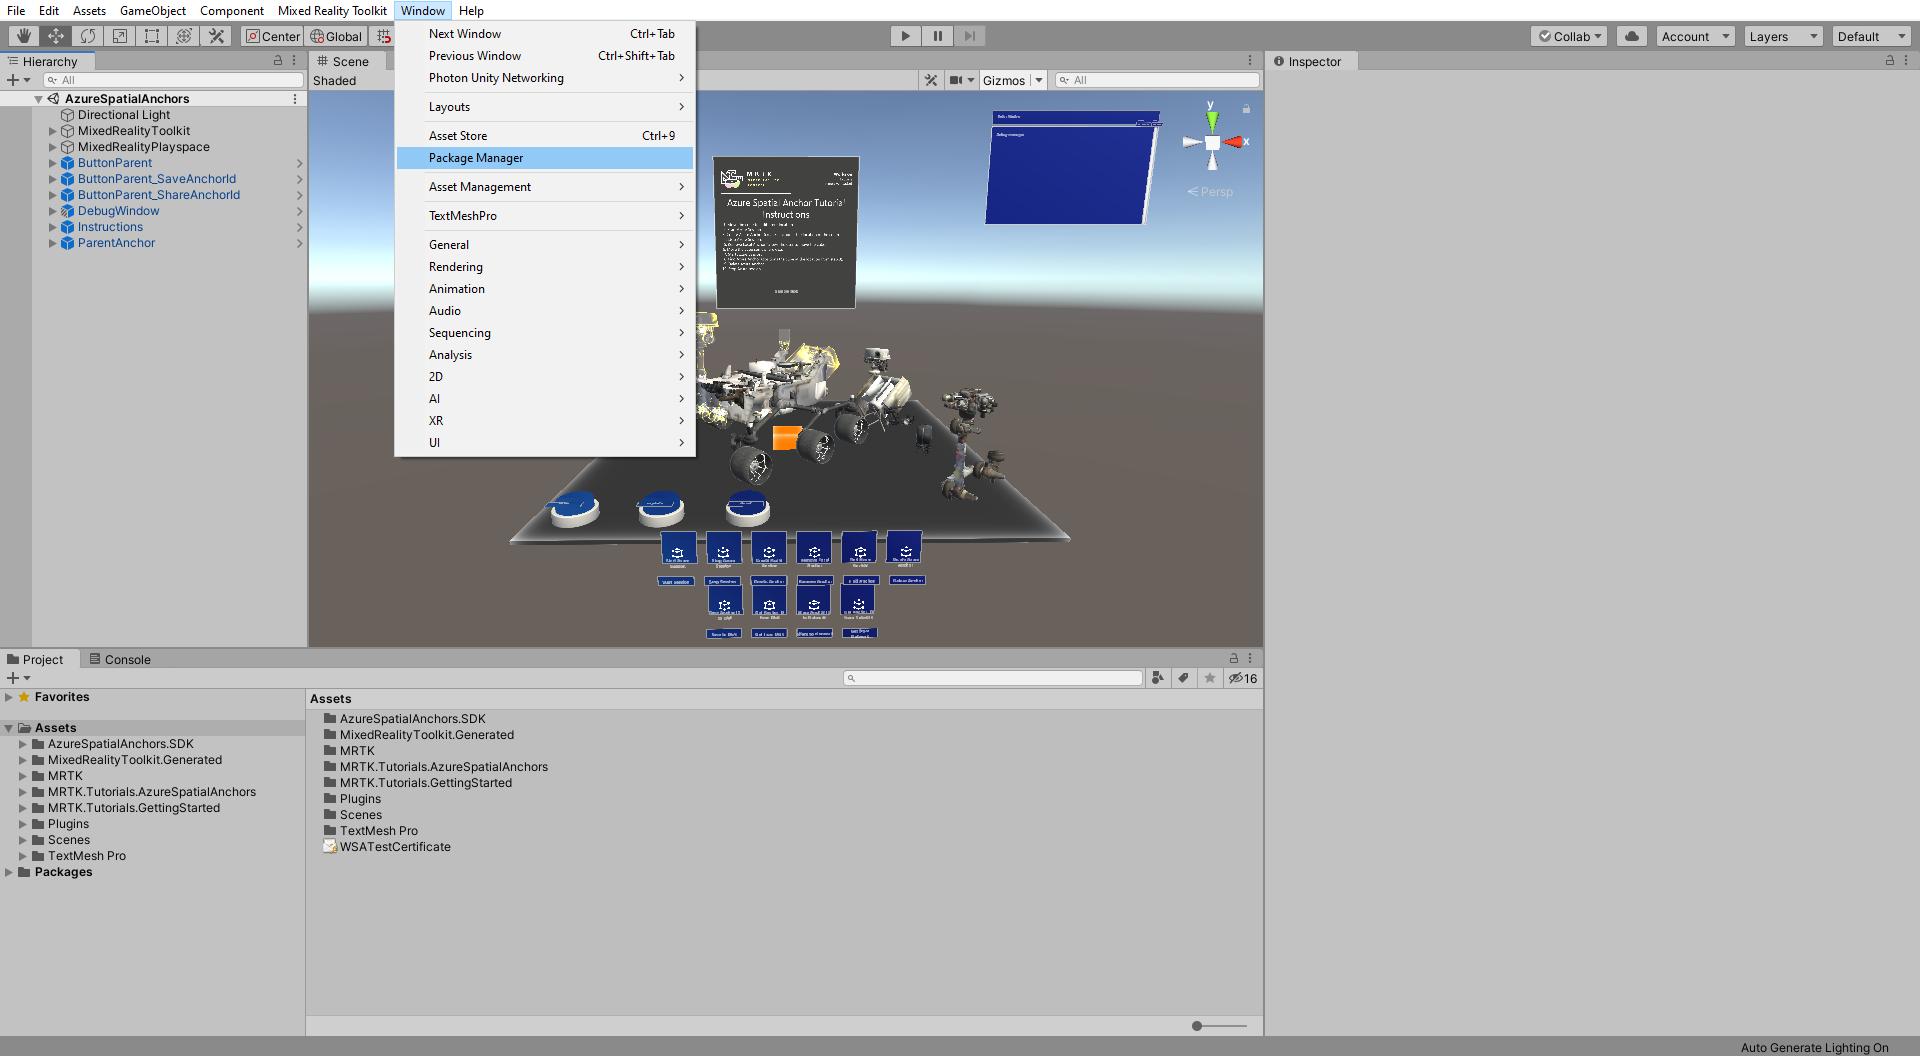 File Edit Assets GameObject Component Mixed Reality Toolkit Window Help
Center Global
Collab Account Layers Default
Hierarchy
All
AzureSpatialAnchors
Directional Light
MixedRealityToolkit
MixedRealityPlayspace
ButtonParent
ButtonParent_SaveAnchorId
ButtonParent_ShareAnchorId
DebugWindow
Instructions
ParentAnchor
Next Window Ctrl+Tab
Previous Window Ctrl+Shift+Tab
Photon Unity Networking
Layouts
Asset Store Ctrl+9
Package Manager
Asset Management
TextMeshPro
General
Rendering
Animation
Audio
Sequencing
Analysis
2D
AI
XR
UI
Scene
Shaded
Gizmos All
y
x
Persp
MRTK
Azure Spatial Anchor Tutorial
Instructions
Inspector
Project Console
16
Favorites
Assets
AzureSpatialAnchors.SDK
MixedRealityToolkit.Generated
MRTK
MRTK.Tutorials.AzureSpatialAnchors
MRTK.Tutorials.GettingStarted
Plugins
Scenes
TextMesh Pro
Packages
Assets
AzureSpatialAnchors.SDK
MixedRealityToolkit.Generated
MRTK
MRTK.Tutorials.AzureSpatialAnchors
MRTK.Tutorials.GettingStarted
Plugins
Scenes
TextMesh Pro
WSATestCertificate
Auto Generate Lighting On